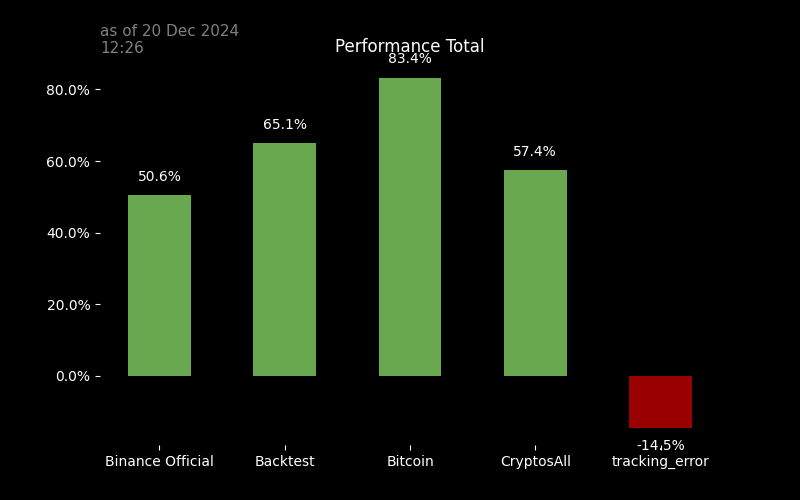 as of 20 Dec 2024
12:26
Performance Total
83.4%
80.0%
65.1%
60.0%
57.4%
50.6%
40.0%
20.0%
0.0%
-14.5%
Binance Official
Backtest
Bitcoin
CryptosAll
tracking_error